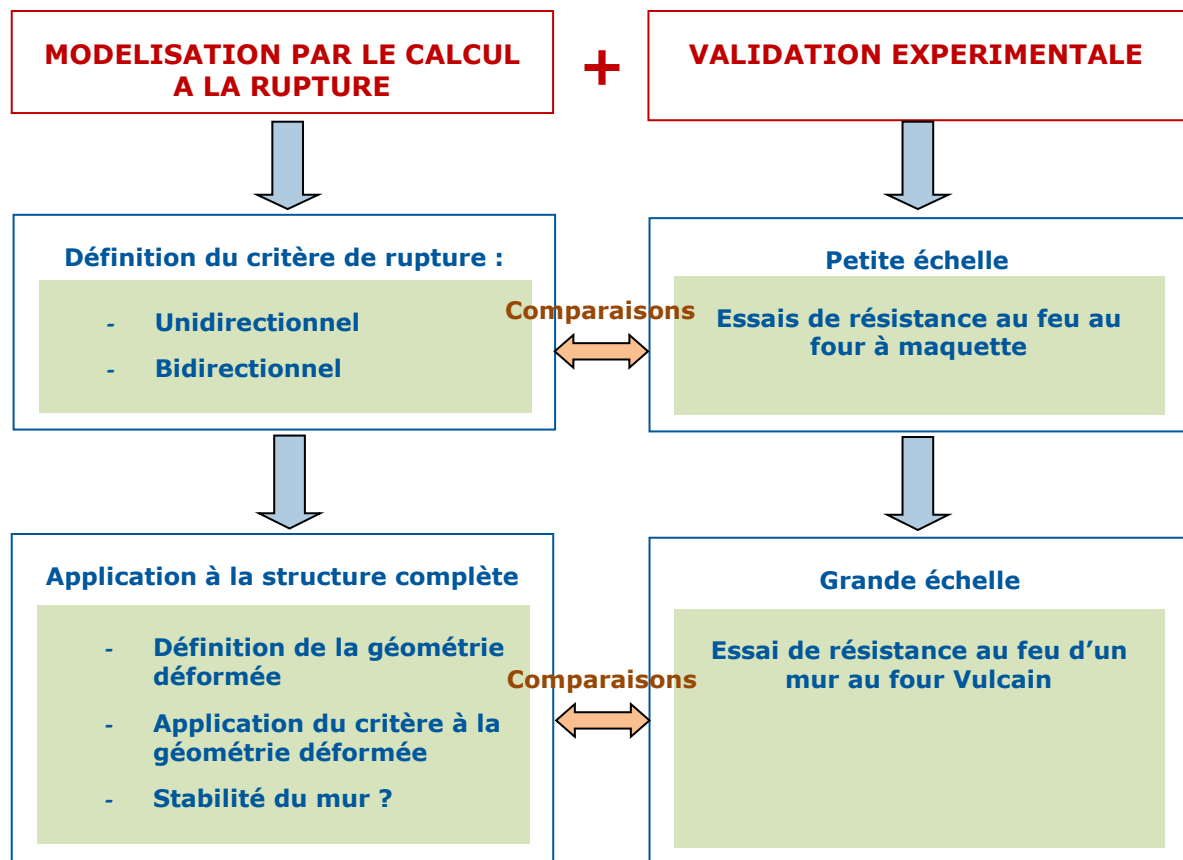 MODELISATION PAR LE CALCUL
A LA RUPTURE
+
VALIDATION EXPERIMENTALE
Définition du critère de rupture :
- Unidirectionnel
- Bidirectionnel
Comparaisons
Petite échelle
Essais de résistance au feu au
four à maquette
Application à la structure complète
- Définition de la géométrie
déformée
- Application du critère à la
géométrie déformée
- Stabilité du mur ?
Comparaisons
Grande échelle
Essai de résistance au feu d’un
mur au four Vulcain